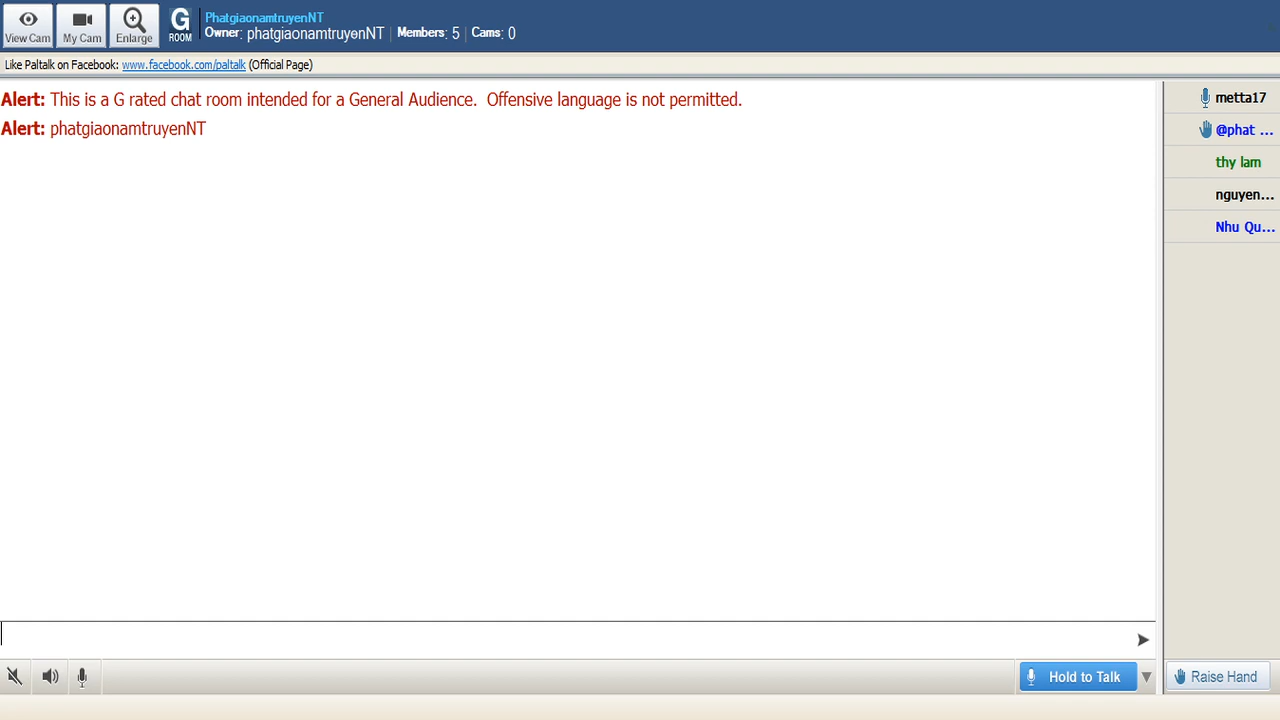 View Cam
My Cam
Enlarge
G
ROOM
PhatgiaonamtruyenNT
Owner: phatgiaonamtruyenNT | Members: 5 | Cams: 0
Like Paltalk on Facebook: www.facebook.com/paltalk (Official Page)
Alert: This is a G rated chat room intended for a General Audience. Offensive language is not permitted.
Alert: phatgiaonamtruyenNT
metta17
@phat ...
thy lam
nguyen...
Nhu Qu...
Hold to Talk
Raise Hand